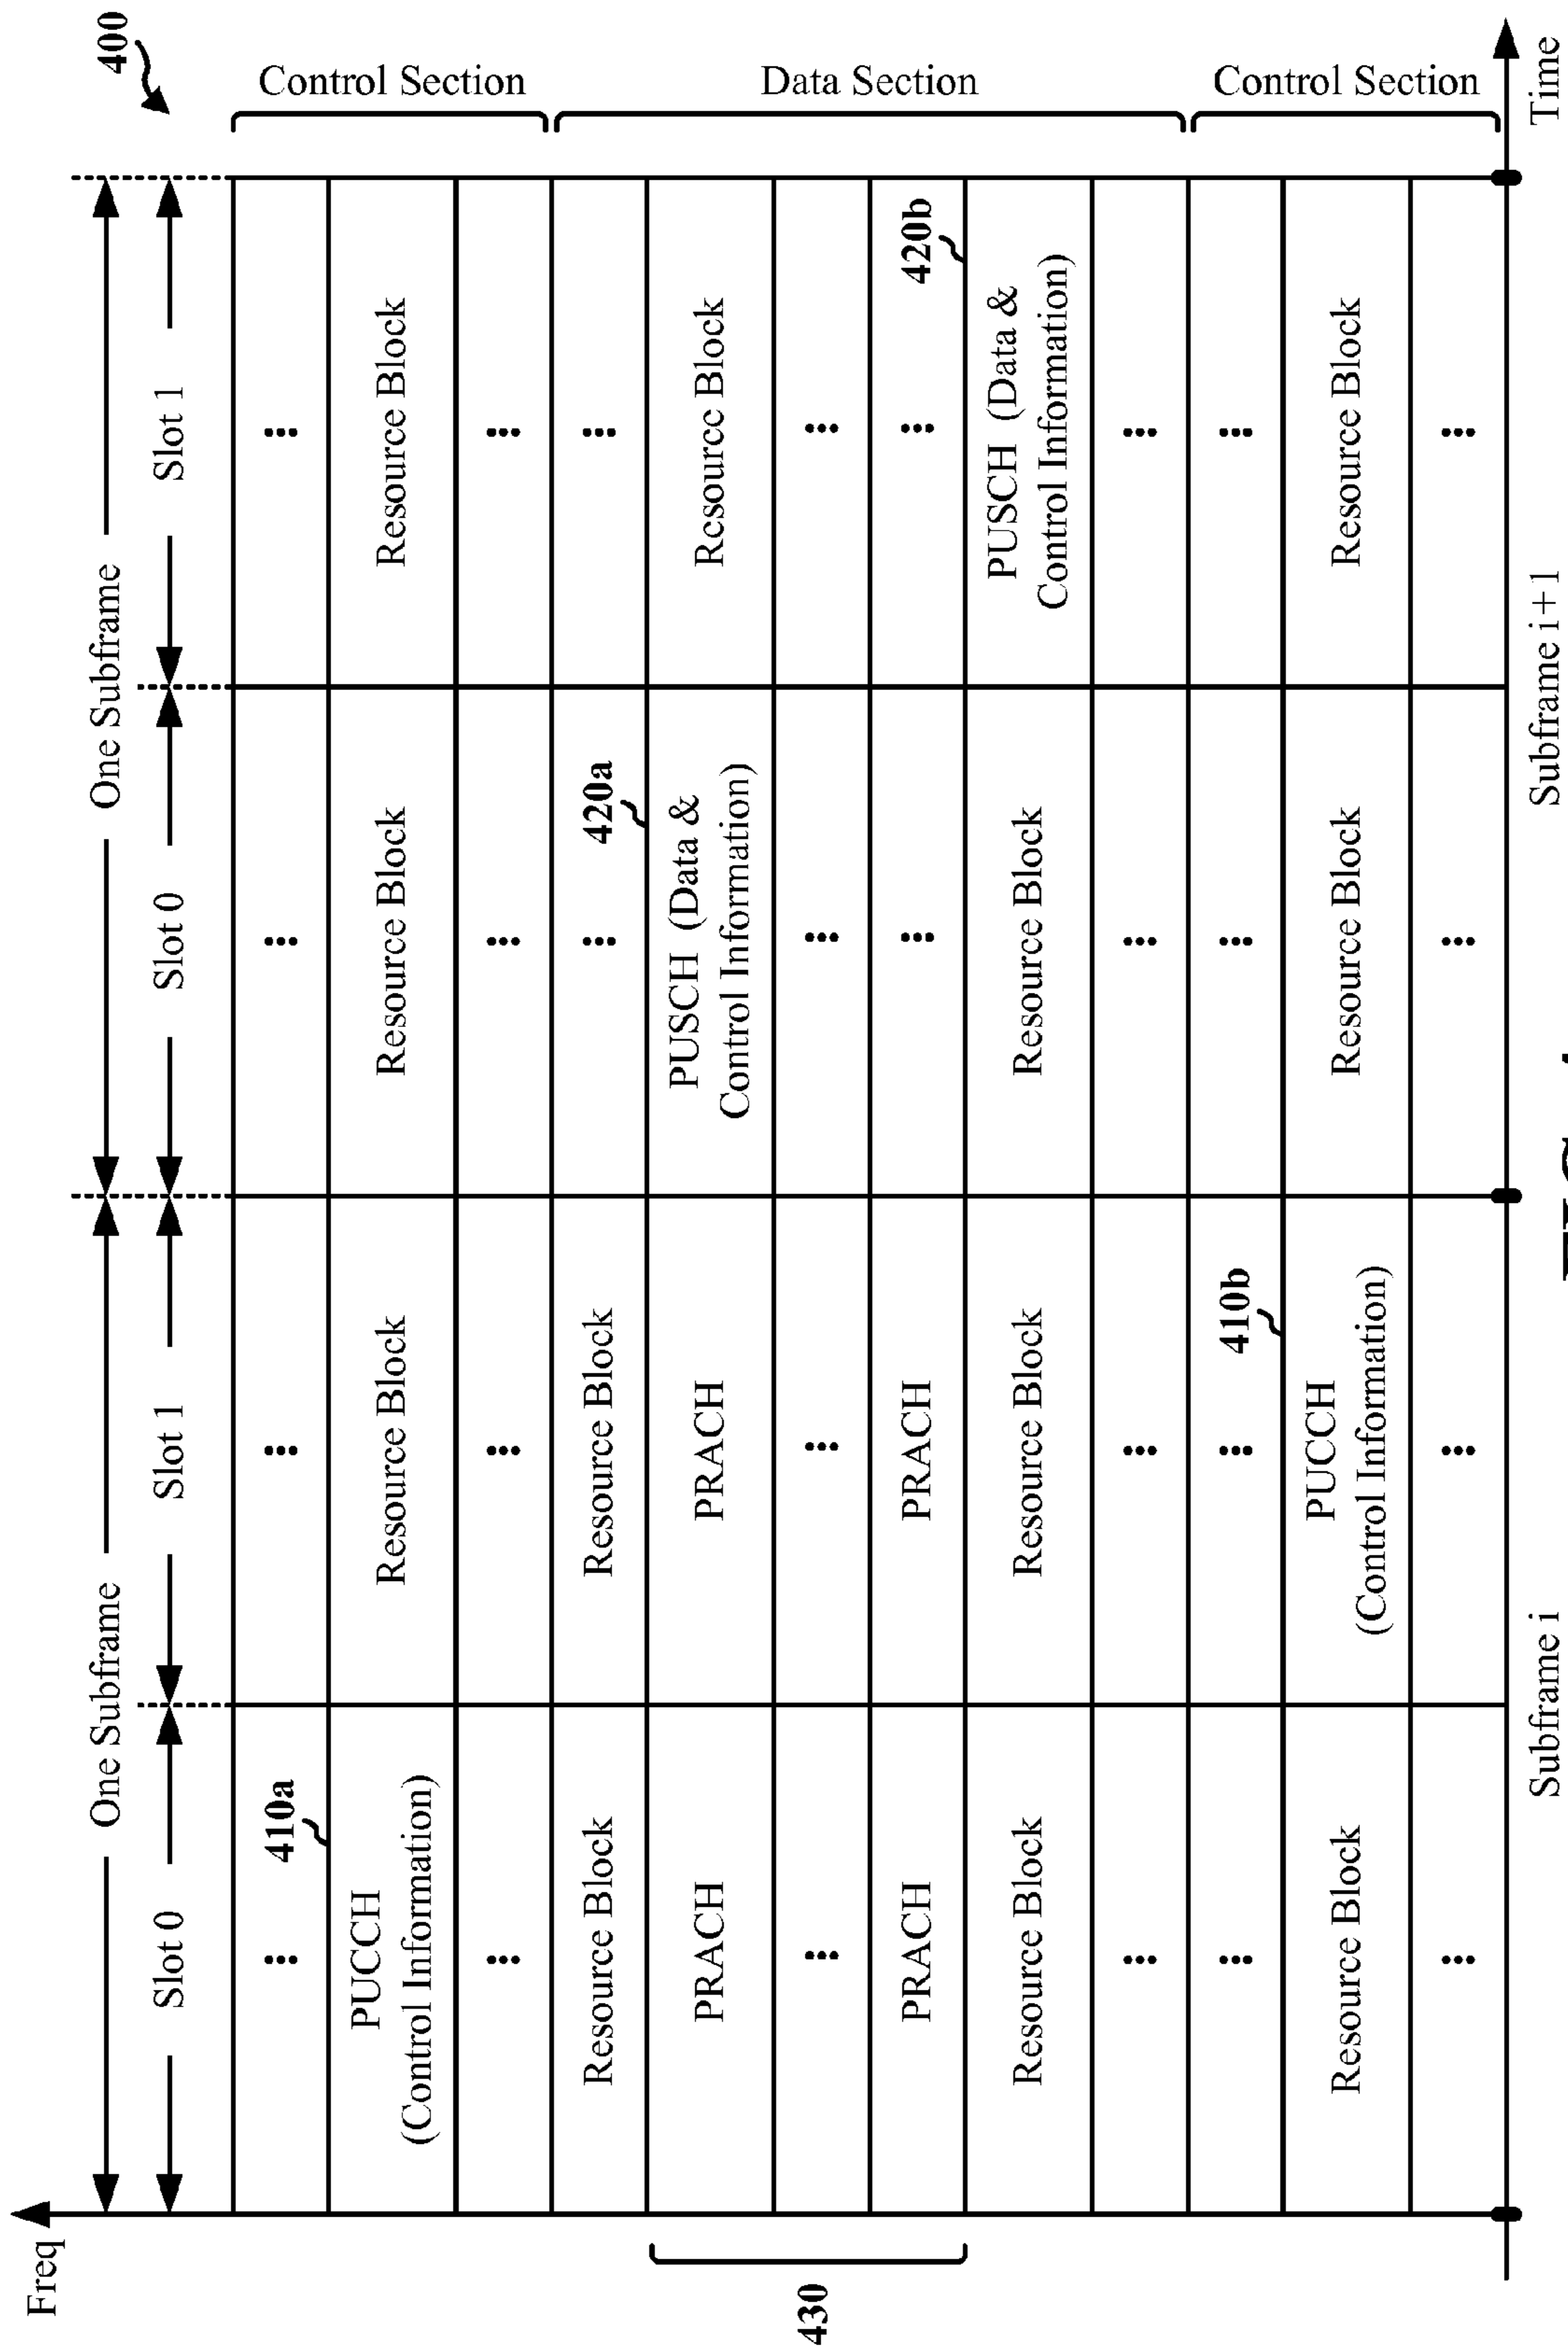 400
Freq
One Subframe
One Subframe
Slot 0
Slot 1
Slot 0
Slot 1
Control Section
Data Section
Control Section
...
410a
...
...
...
PUCCH
(Control Information)
Resource Block
Resource Block
Resource Block
...
...
...
...
Resource Block
Resource Block
...
420a
...
430
PRACH
PRACH
PUSCH (Data &
Control Information)
Resource Block
...
...
...
...
PRACH
PRACH
...
...
420b
Resource Block
Resource Block
Resource Block
PUSCH (Data &
Control Information)
...
...
...
...
...
...
410b
...
...
Resource Block
PUCCH
(Control Information)
Resource Block
Resource Block
...
...
...
...
Subframe i
Subframe i+1
Time